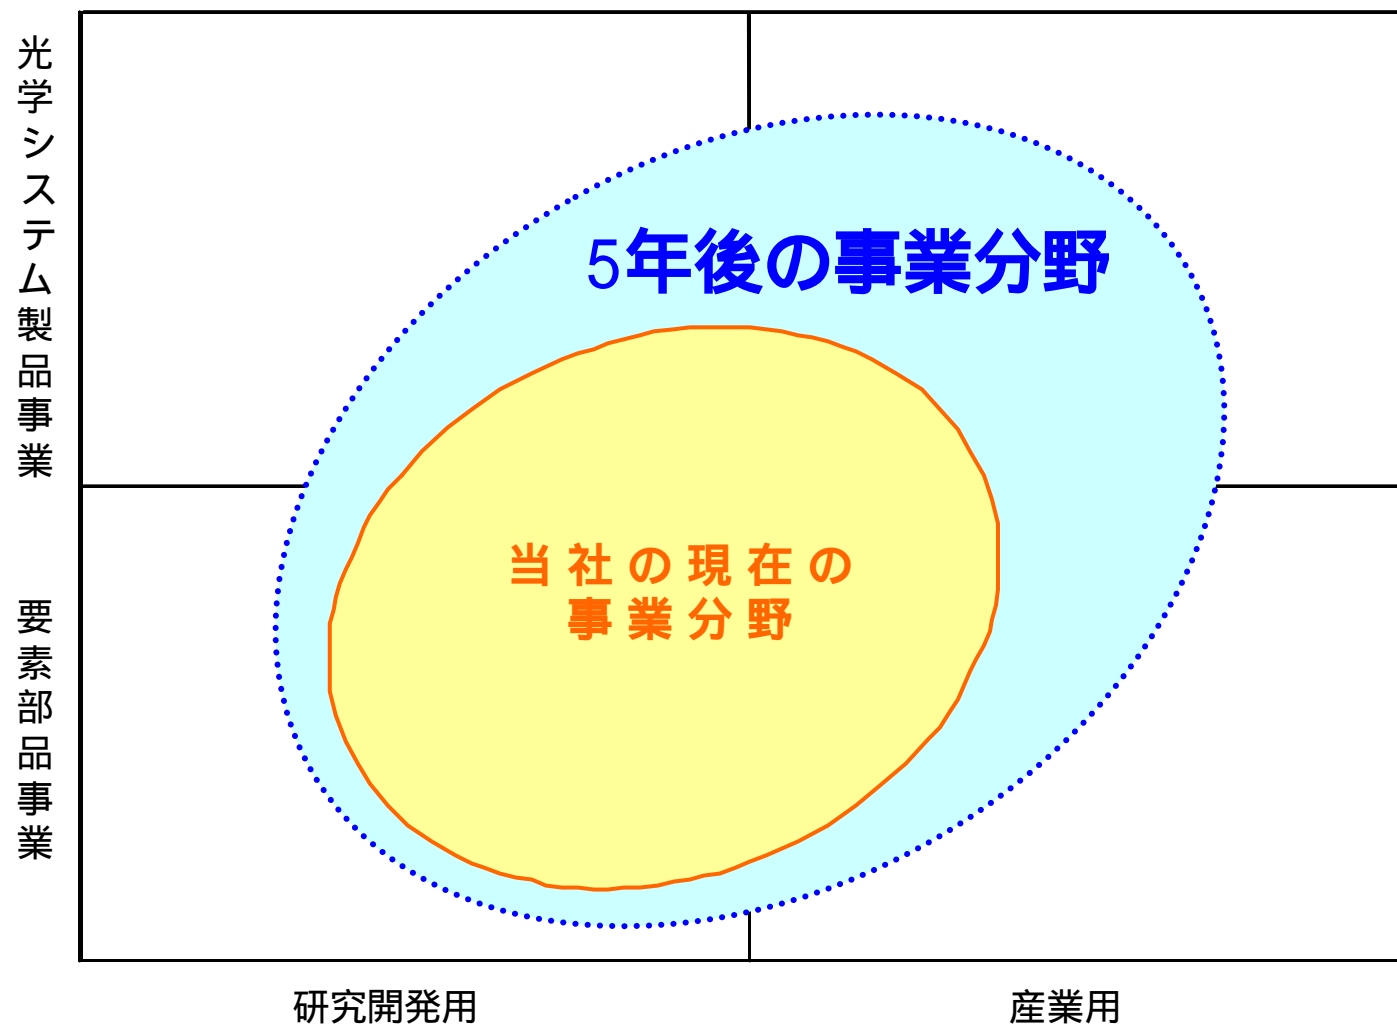 光学システム製品事業
5年後の事業分野
当社の現在の
事業分野
要素部品事業
研究開発用
産業用